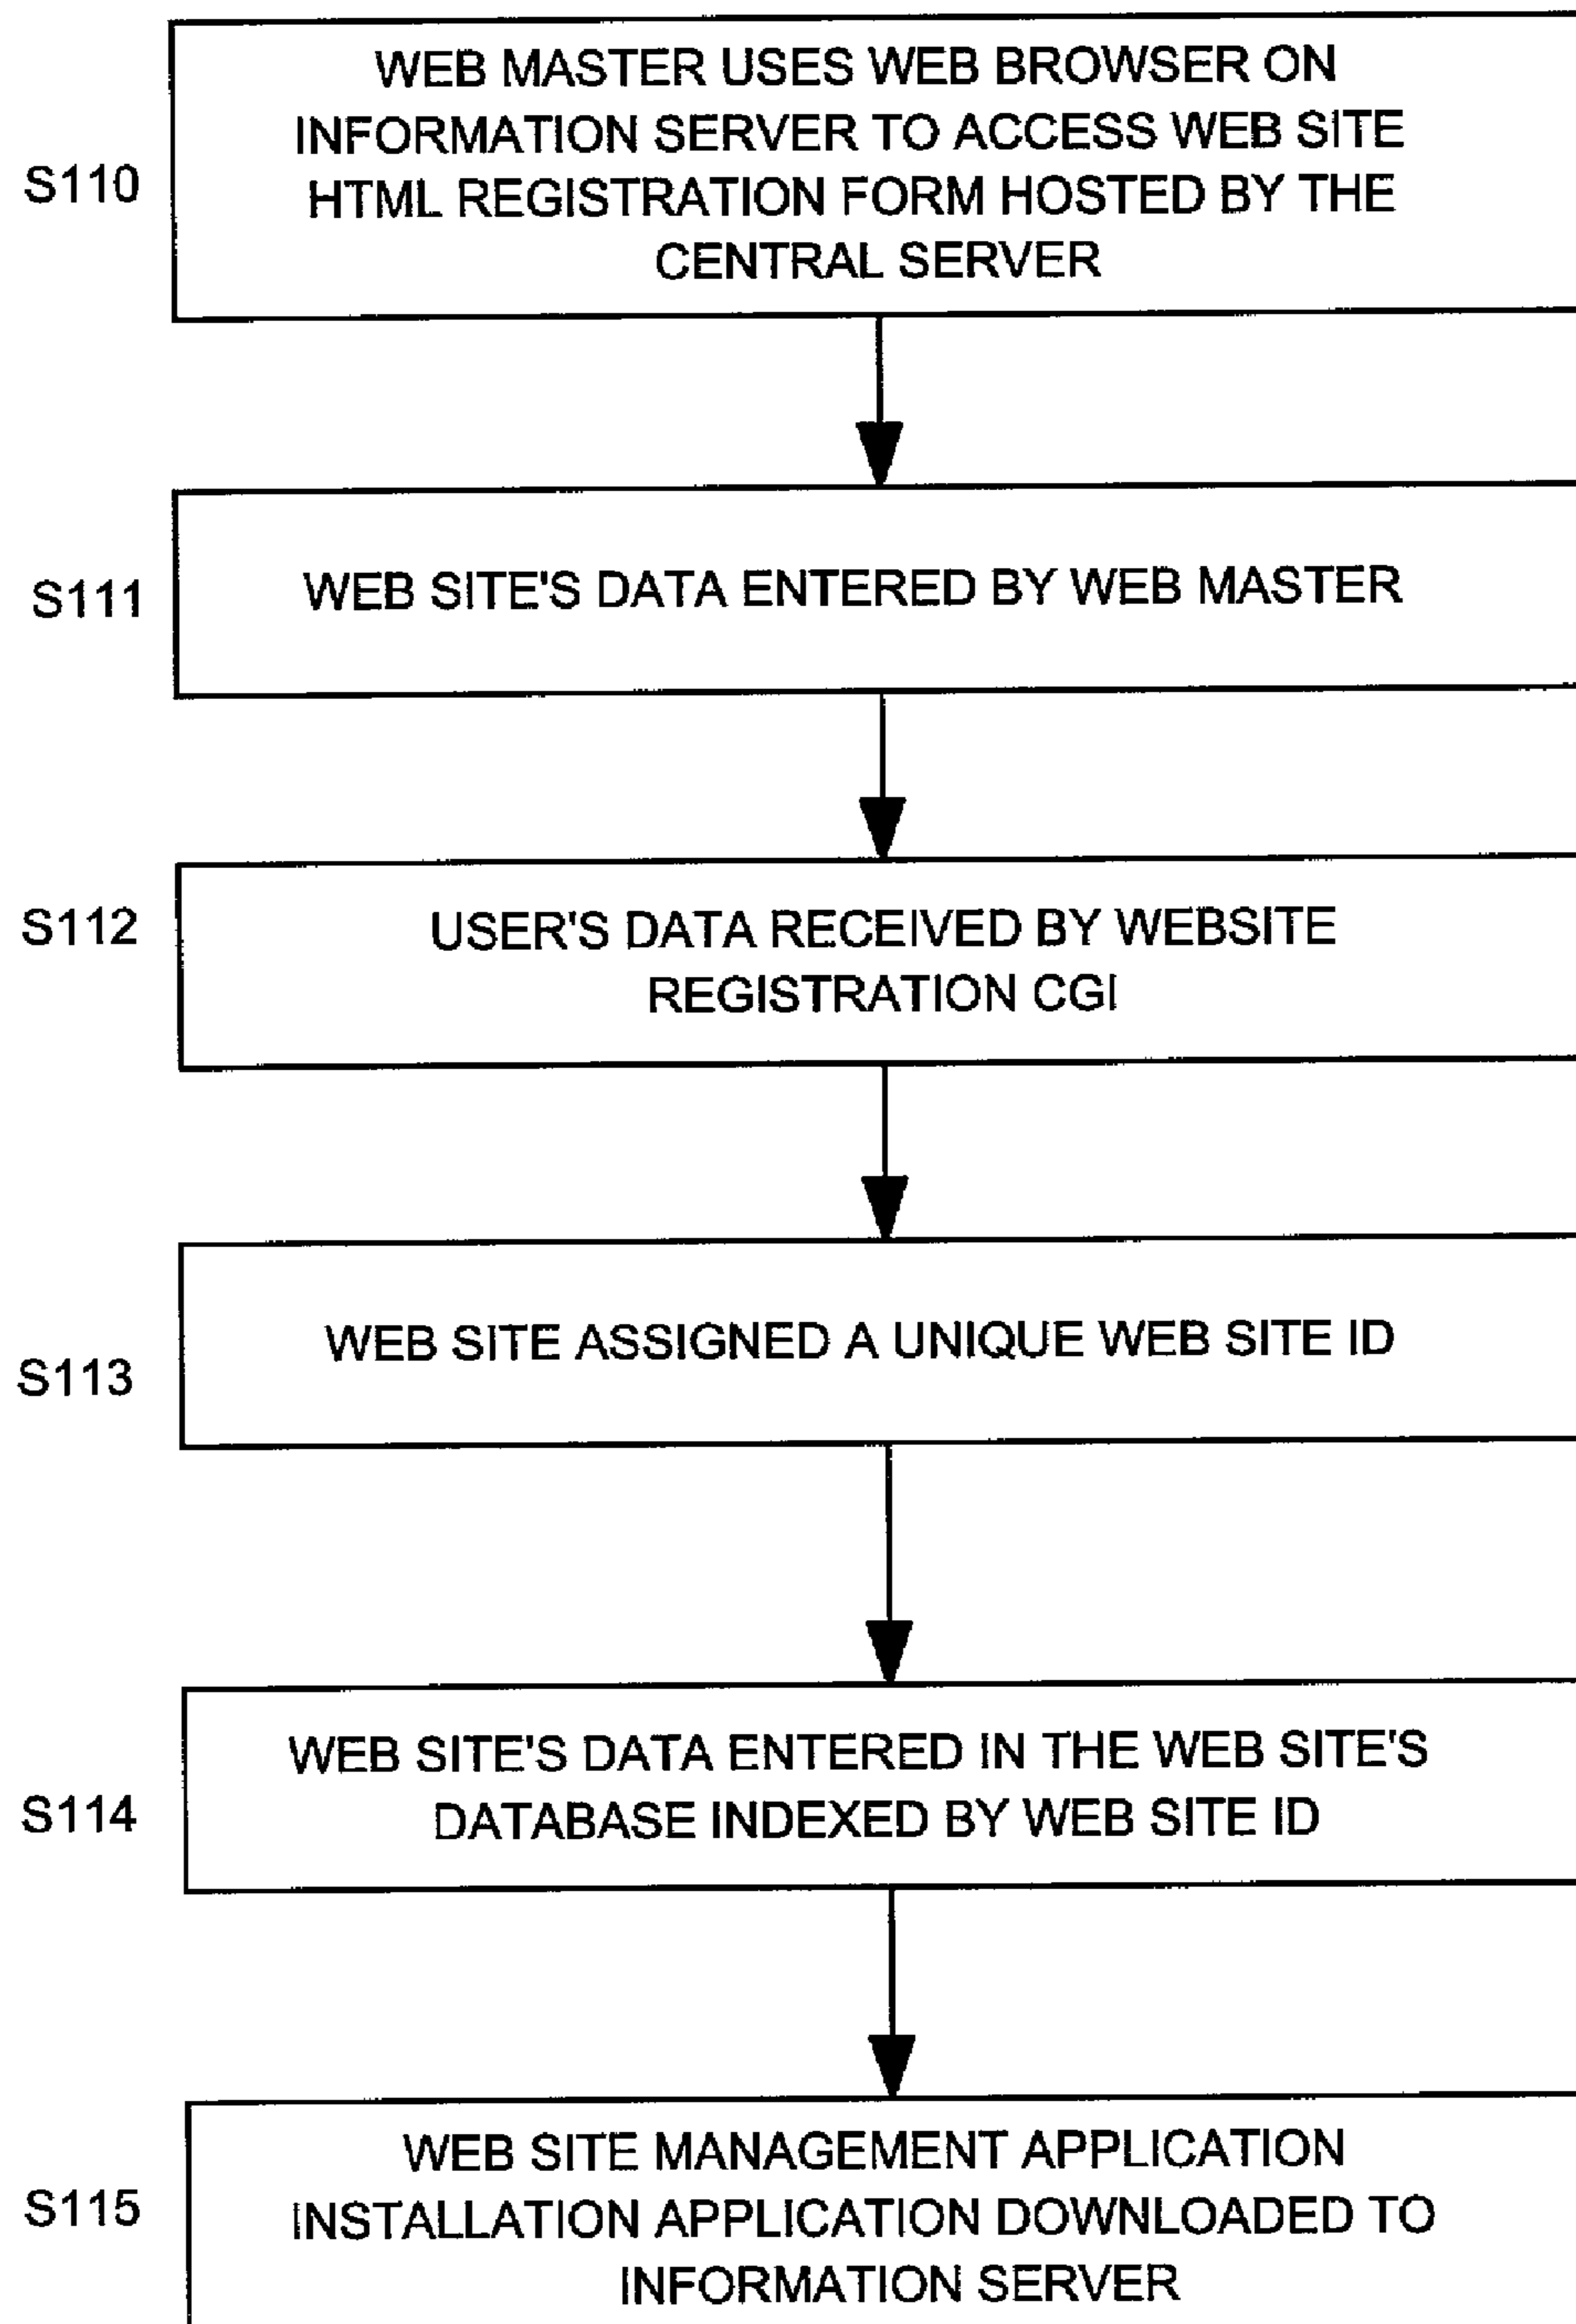 S110
WEB MASTER USES WEB BROWSER ON
INFORMATION SERVER TO ACCESS WEB SITE
HTML REGISTRATION FORM HOSTED BY THE
CENTRAL SERVER
S111
WEB SITE'S DATA ENTERED BY WEB MASTER
S112
USER'S DATA RECEIVED BY WEBSITE
REGISTRATION CGI
S113
WEB SITE ASSIGNED A UNIQUE WEB SITE ID
S114
WEB SITE'S DATA ENTERED IN THE WEB SITE'S
DATABASE INDEXED BY WEB SITE ID
S115
WEB SITE MANAGEMENT APPLICATION
INSTALLATION APPLICATION DOWNLOADED TO
INFORMATION SERVER